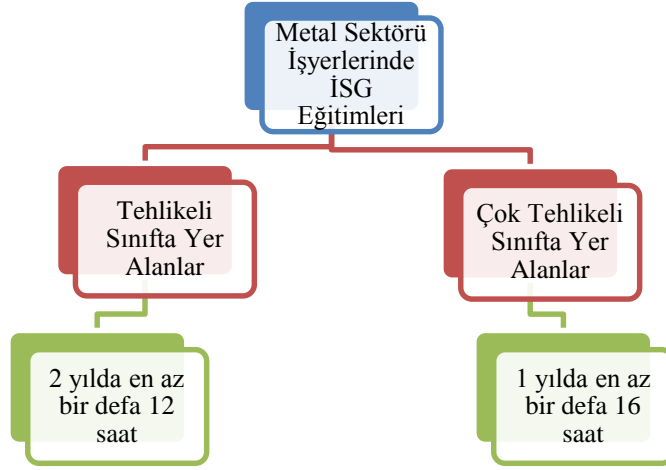 Metal Sektörü
İşyerlerinde
İSG
Eğitimleri
Tehlikeli
Sınıfta Yer
Alanlar
Çok Tehlikeli
Sınıfta Yer
Alanlar
2 yılda en az
bir defa 12
saat
1 yılda en az
bir defa 16
saat